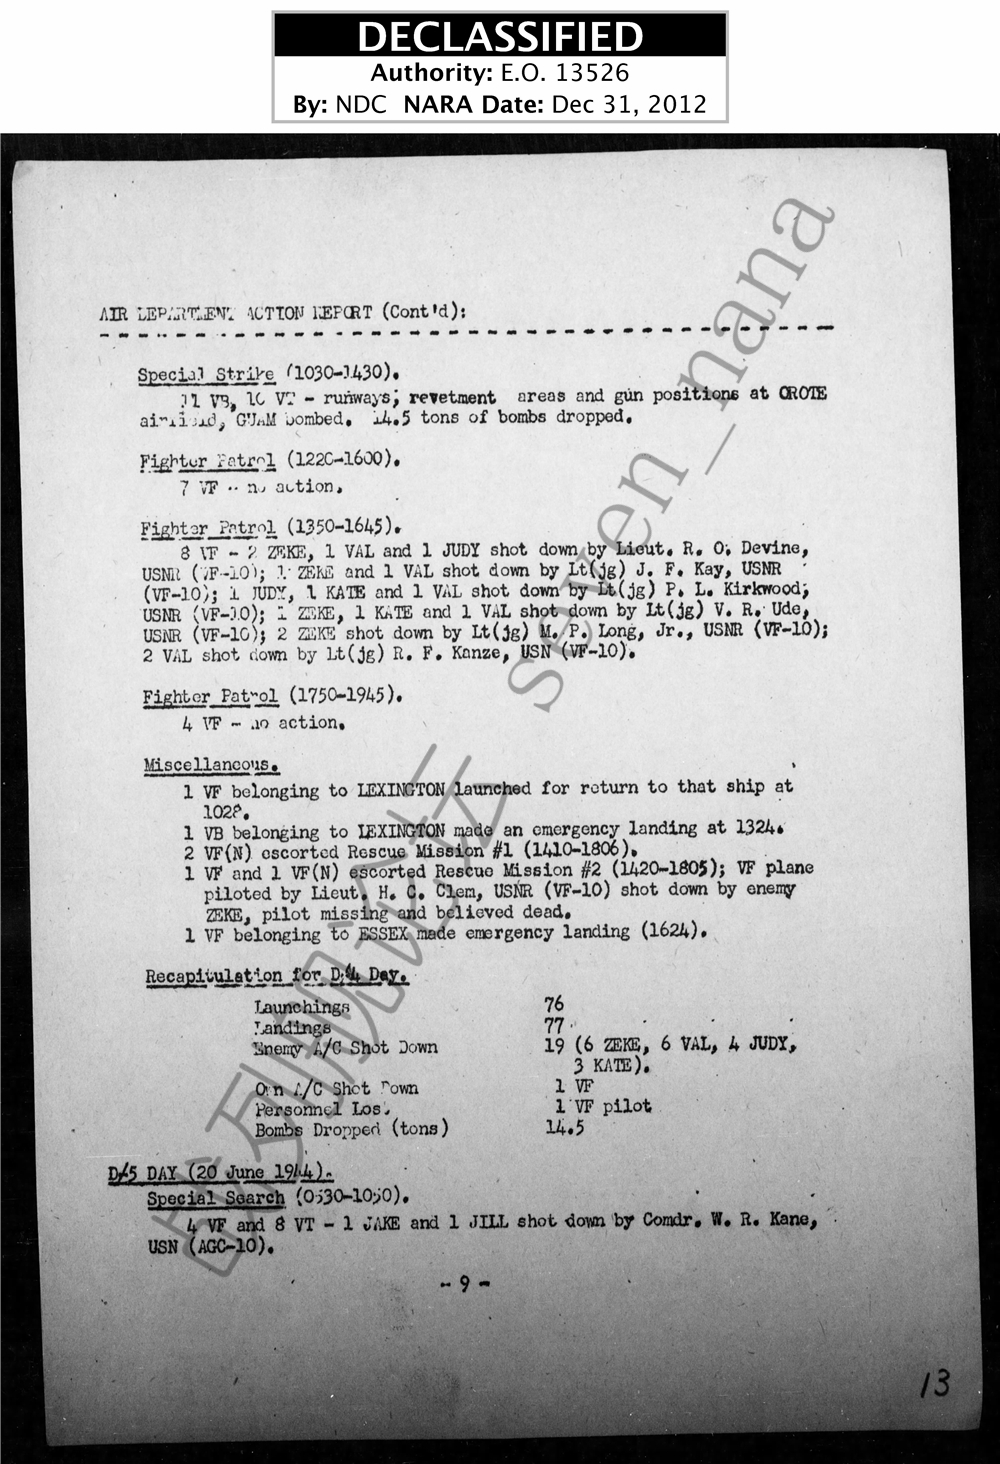 DECLASSIFIED
Authority: E.O. 13526
By: NDC NARA Date: Dec 31, 2012
AIR DEPARTMENT ACTION REPORT (Cont'd):
Special Strike (1030-1430).
11 VB, 10 VT - runways, revetment areas and gun positions at OROTE
airfield, GUAM bombed. 14.5 tons of bombs dropped.
Fighter Patrol (1220-1600).
7 VF - no action.
Fighter Patrol (1350-1645).
8 VF - 2 ZEKE, 1 VAL and 1 JUDY shot down by Lieut. R. O. Devine,
USNR (VF-10); 1 ZEKE and 1 VAL shot down by Lt(jg) J. F. Kay, USNR
(VF-10); 1 JUDY, 1 KATE and 1 VAL shot down by Lt(jg) P. L. Kirkwood,
USNR (VF-10); 1 ZEKE, 1 KATE and 1 VAL shot down by Lt(jg) V. R. Ude,
USNR (VF-10); 2 ZEKE shot down by Lt(jg) M. P. Long, Jr., USNR (VF-10);
2 VAL shot down by Lt(jg) R. F. Kanze, USN (VF-10).
Fighter Patrol (1750-1945).
4 VF - no action.
Miscellaneous.
1 VF belonging to LEXINGTON launched for return to that ship at
1028.
1 VB belonging to LEXINGTON made an emergency landing at 1324.
2 VF(N) escorted Rescue Mission #1 (1410-1806).
1 VF and 1 VF(N) escorted Rescue Mission #2 (1420-1805); VF plane
piloted by Lieut. H. C. Clem, USNR (VF-10) shot down by enemy
ZEKE, pilot missing and believed dead.
1 VF belonging to ESSEX made emergency landing (1624).
Recapitulation for D+4 Day.
Launchings 76
Landings 77
Enemy A/C Shot Down 19 (6 ZEKE, 6 VAL, 4 JUDY,
3 KATE).
Own A/C Shot Down 1 VF
Personnel Lost 1 VF pilot
Bombs Dropped (tons) 14.5
D+5 DAY (20 June 1944).
Special Search (0530-1050).
4 VF and 8 VT - 1 JAKE and 1 JILL shot down by Comdr. W. R. Kane,
USN (AGC-10).
- 9 -
13
seven_nana